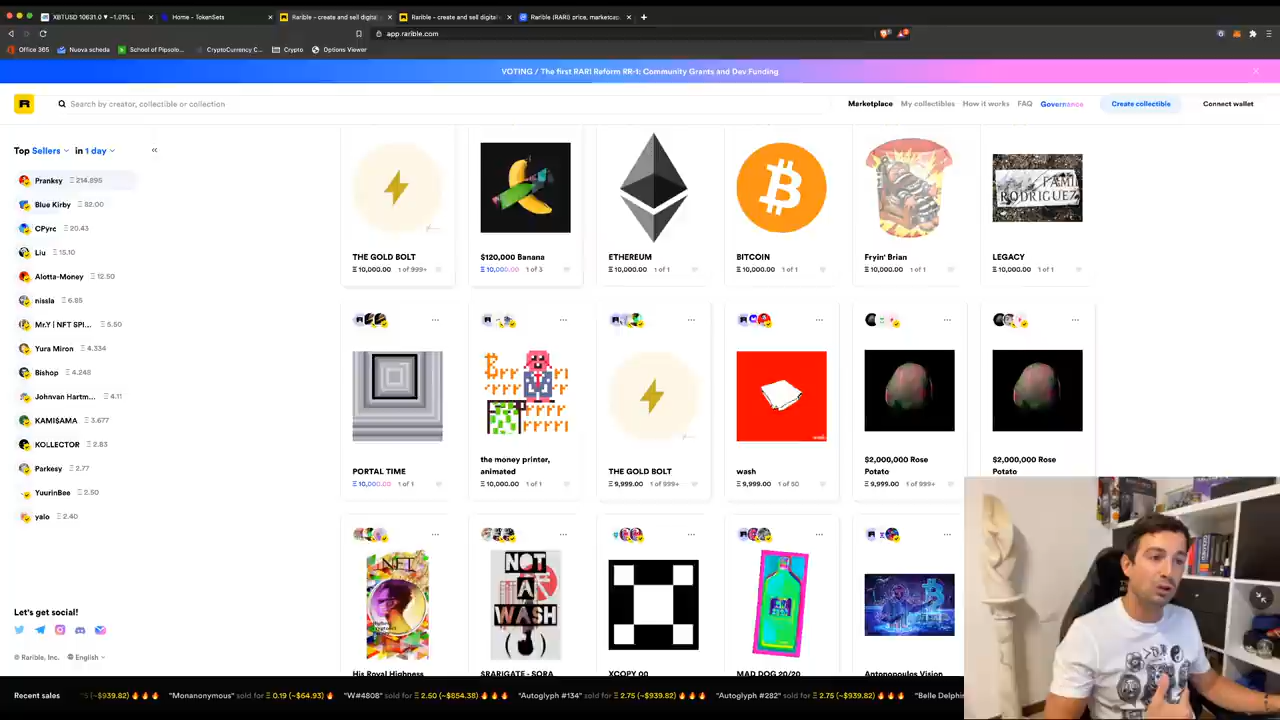 XBTUSD 10631.0 ▼ −1.01% L
Home - TokenSets
Rarible - create and sell digital
Rarible - create and sell digital
Rarible (RARI) price, marketcap
app.rarible.com
Office 365
Nuova scheda
School of Pipsolo...
CryptoCurrency C...
Crypto
Options Viewer
VOTING / The first RARI Reform RR-1: Community Grants and Dev Funding
Search by creator, collectible or collection
Marketplace
My collectibles
How it works
FAQ
Governance
Create collectible
Connect wallet
Top Sellers in 1 day
Pranksy Ξ 214.895
Blue Kirby Ξ 82.00
CPyrc Ξ 20.43
Liu Ξ 15.10
Alotta-Money Ξ 12.50
nissla Ξ 6.85
Mr.Y | NFT SPI... Ξ 5.50
Yura Miron Ξ 4.334
Bishop Ξ 4.248
Johnvan Hartm... Ξ 4.11
KAMI$AMA Ξ 3.677
KOLLECTOR Ξ 2.83
Parkesy Ξ 2.77
YuurinBee Ξ 2.50
yalo Ξ 2.40
Let's get social!
© Rarible, Inc.
English
FAMI
RODRIGUEZ
THE GOLD BOLT
Ξ 10,000.00 1 of 999+
$120,000 Banana
Ξ 10,000.00 1 of 3
ETHEREUM
Ξ 10,000.00 1 of 1
BITCOIN
Ξ 10,000.00 1 of 1
Fryin' Brian
Ξ 10,000.00 1 of 1
LEGACY
Ξ 10,000.00 1 of 1
PORTAL TIME
Ξ 10,000.00 1 of 1
the money printer,
animated
Ξ 10,000.00 1 of 1
THE GOLD BOLT
Ξ 9,999.00 1 of 999+
wash
Ξ 9,999.00 1 of 50
$2,000,000 Rose
Potato
Ξ 9,999.00 1 of 999+
$2,000,000 Rose
Potato
NFT
NOT
A
WASH
His Royal Highness
SRARIGATE - SORA
XCOPY 00
MAD DOG 20/20
Antonopoulos Vision
Recent sales
5 (~$939.82)
"Monanonymous" sold for Ξ 0.19 (~$64.93)
"W#4808" sold for Ξ 2.50 (~$854.38)
"Autoglyph #134" sold for Ξ 2.75 (~$939.82)
"Autoglyph #282" sold for Ξ 2.75 (~$939.82)
"Belle Delphin